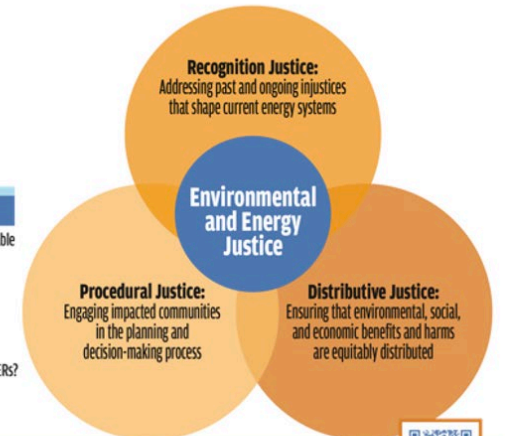 Recognition Justice:
Addressing past and ongoing injustices
that shape current energy systems
Environmental
and Energy
Justice
ble
Procedural Justice:
Engaging impacted communities
in the planning and
decision-making process
Distributive Justice:
Ensuring that environmental, social,
and economic benefits and harms
are equitably distributed
ERs?